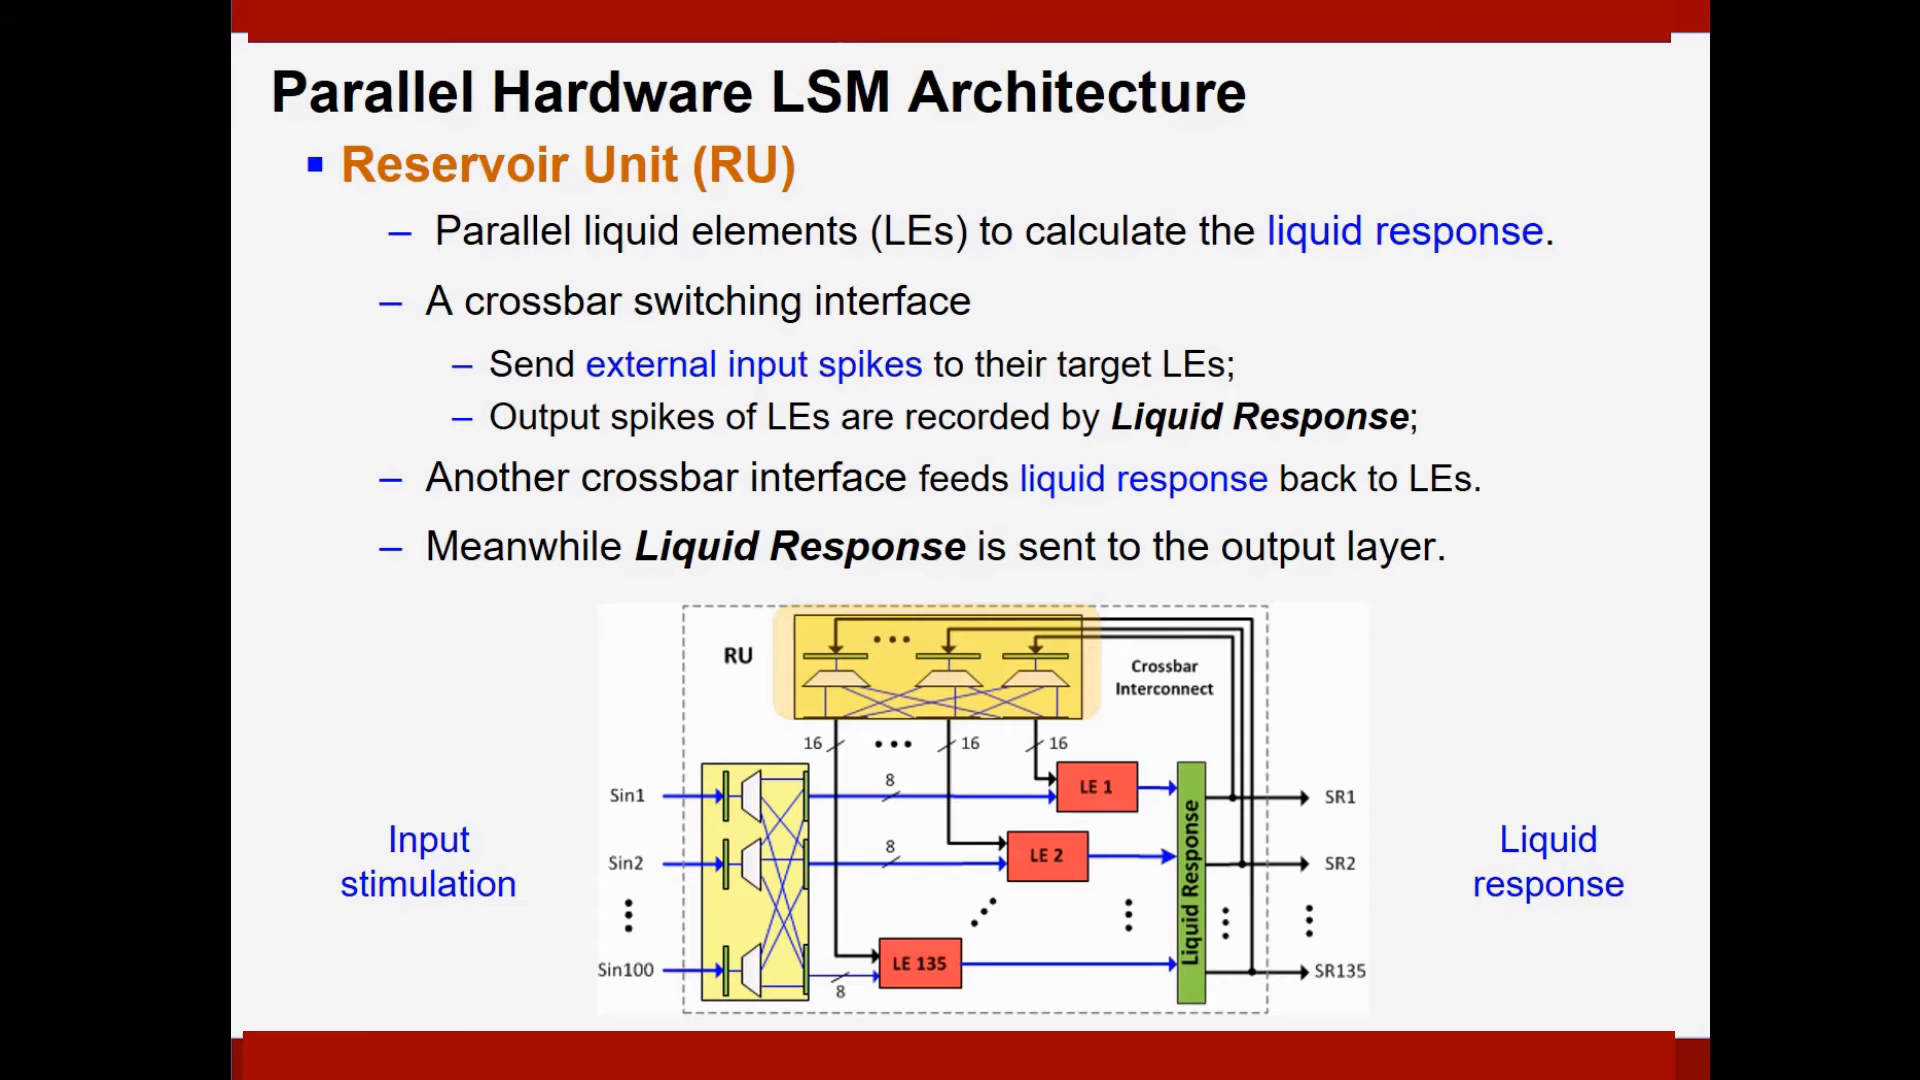 Parallel Hardware LSM Architecture
Reservoir Unit (RU)
– Parallel liquid elements (LEs) to calculate the liquid response.
– A crossbar switching interface
– Send external input spikes to their target LEs;
– Output spikes of LEs are recorded by Liquid Response;
– Another crossbar interface feeds liquid response back to LEs.
– Meanwhile Liquid Response is sent to the output layer.
RU
Crossbar
Interconnect
16
16
16
8
8
8
Sin1
Sin2
Sin100
LE 1
LE 2
LE 135
Liquid Response
SR1
SR2
SR135
Input
stimulation
Liquid
response